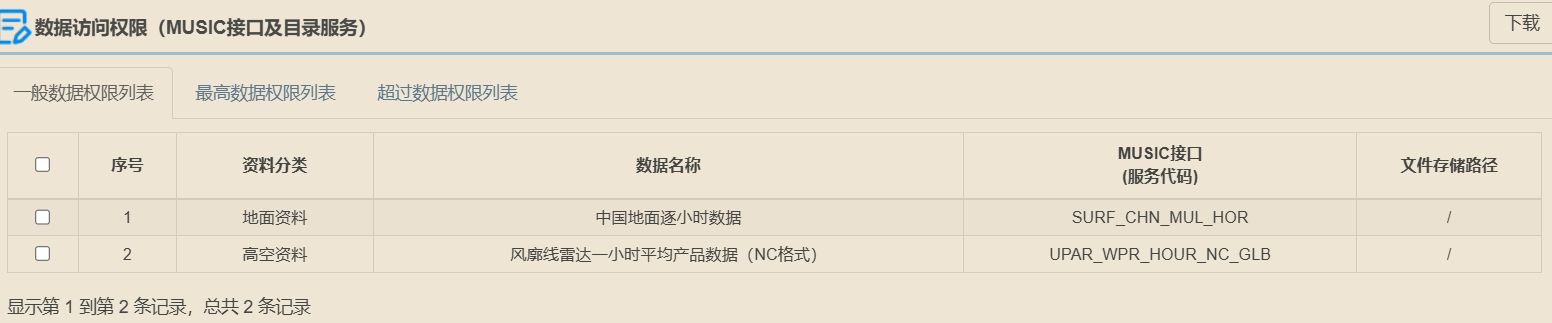 数据访问权限（MUSIC接口及目录服务）
下载
一般数据权限列表 最高数据权限列表 超过数据权限列表
序号 资料分类 数据名称 MUSIC接口 文件存储路径
(服务代码)
1 地面资料 中国地面逐小时数据 SURF_CHN_MUL_HOR /
2 高空资料 风廓线雷达一小时平均产品数据（NC格式） UPAR_WPR_HOUR_NC_GLB /
显示第 1 到第 2 条记录，总共 2 条记录